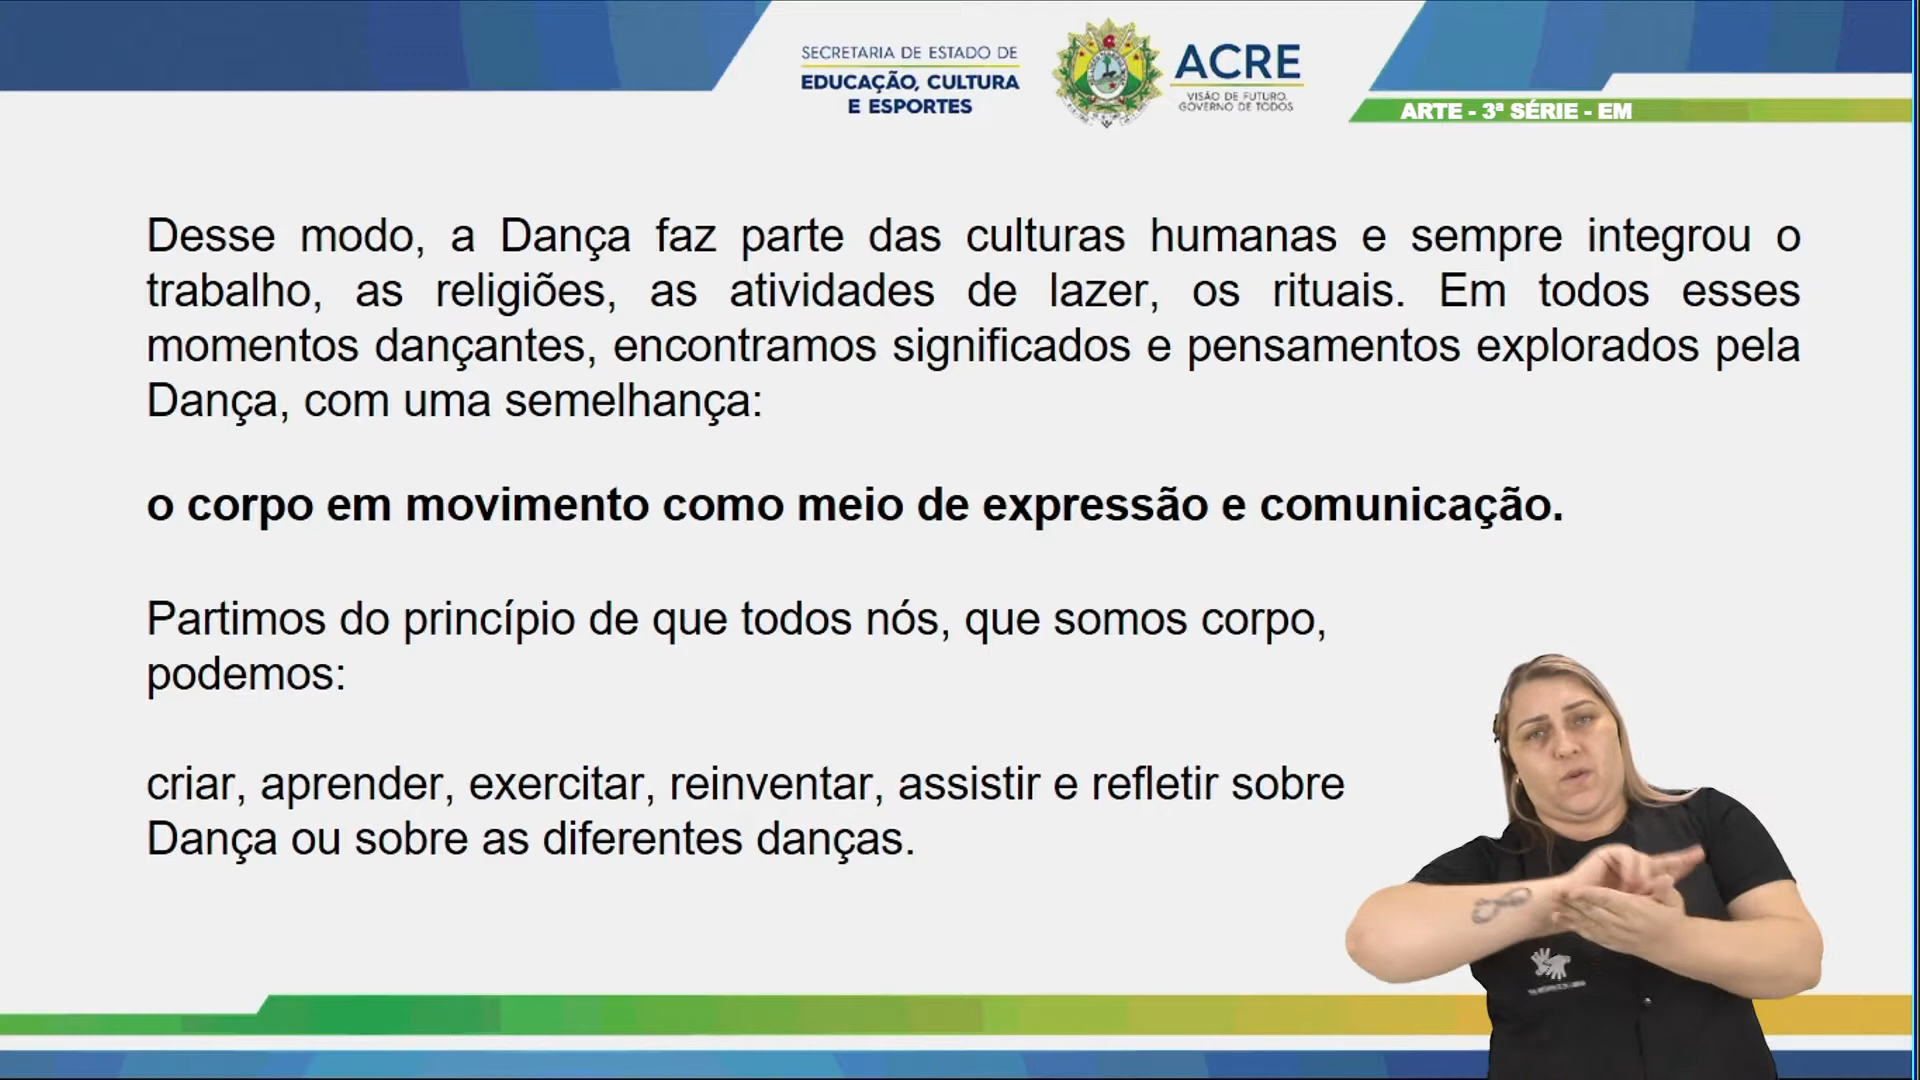 SECRETARIA DE ESTADO DE
EDUCAÇÃO, CULTURA
E ESPORTES
ACRE
VISÃO DE FUTURO,
GOVERNO DE TODOS
ARTE - 3ª SÉRIE - EM
Desse modo, a Dança faz parte das culturas humanas e sempre integrou o
trabalho, as religiões, as atividades de lazer, os rituais. Em todos esses
momentos dançantes, encontramos significados e pensamentos explorados pela
Dança, com uma semelhança:
o corpo em movimento como meio de expressão e comunicação.
Partimos do princípio de que todos nós, que somos corpo,
podemos:
criar, aprender, exercitar, reinventar, assistir e refletir sobre
Dança ou sobre as diferentes danças.